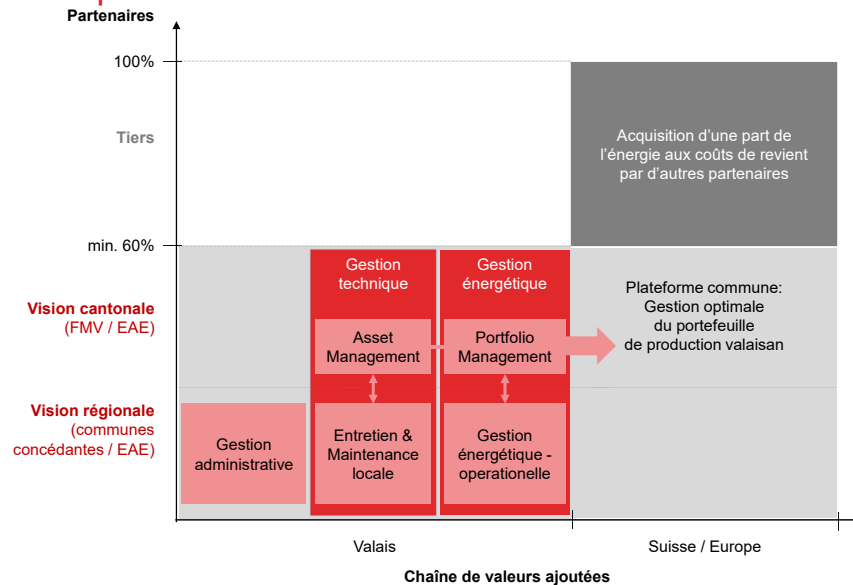 Partenaires
100%
Tiers
Acquisition d'une part de
l'énergie aux coûts de revient
par d'autres partenaires
min. 60%
Gestion
technique
Gestion
énergétique
Plateforme commune:
Gestion optimale
du portefeuille
de production valaisan
Vision cantonale
(FMV / EAE)
Asset
Management
Portfolio
Management
Vision régionale
(communes
concédantes / EAE)
Gestion
administrative
Entretien &
Maintenance
locale
Gestion
énergétique -
operationelle
Valais
Suisse / Europe
Chaîne de valeurs ajoutées